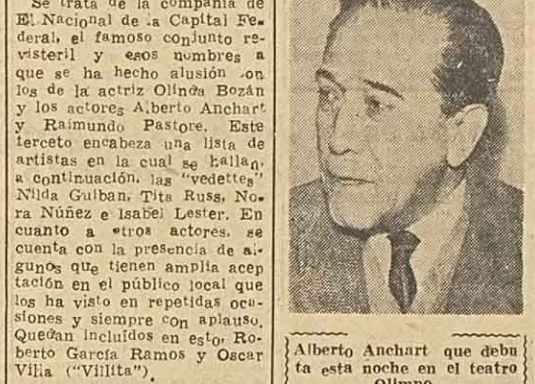 Se trata de la compañía de
El Nacional de la Capital Fe-
deral, el famoso conjunto re-
visteril y esos nombres a
que se ha hecho alusión son
los de la actriz Olinda Bozán
y los actores Alberto Anchart
y Raimundo Pastore. Este
terceto encabeza una lista de
artistas en la cual se hallan,
a continuación, las "vedettes"
Nilda Guiban, Tita Russ, No-
ra Núñez e Isabel Lester. En
cuanto a otros actores, se
cuenta con la presencia de al-
gunos que tienen amplia acep
tación en el público local que
los ha visto en repetidas oca-
siones y siempre con aplauso.
Quedan incluídos en esto, Ro-
berto García Ramos y Oscar
Villa ("Villita").
Alberto Anchart que debu
ta esta noche en el teatro
Olimpo